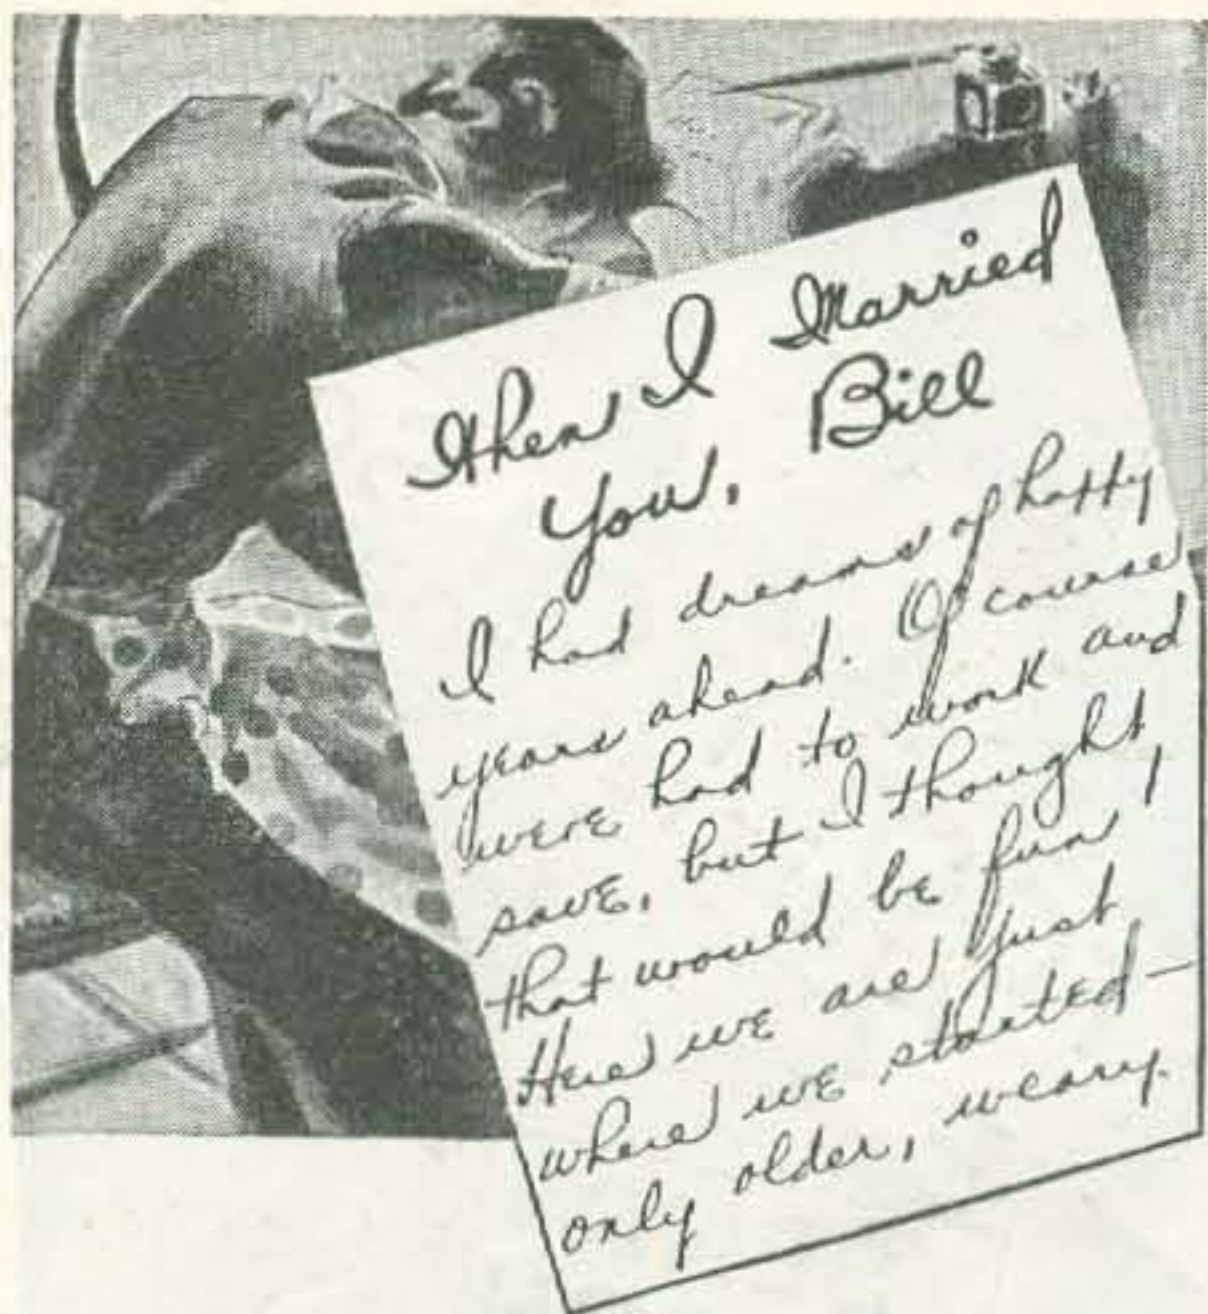 When I Married
You, Bill
I had dreams of happy
years ahead. Of course
were had to work and
save, but I thought,
that would be fun,
Here we are just
where we started—
only older, weary.